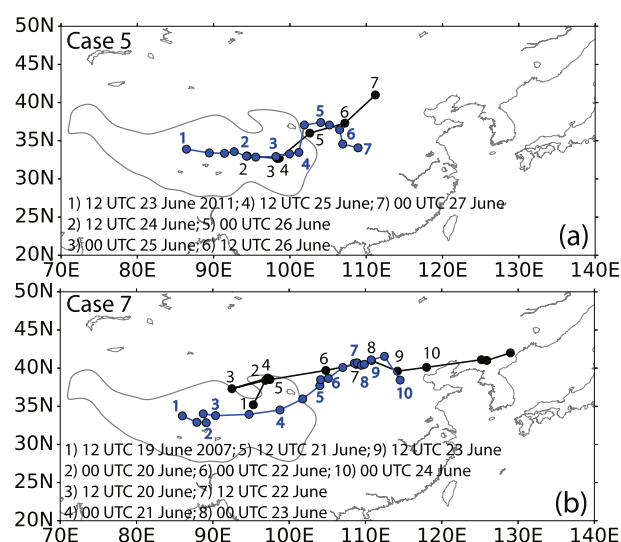 50N
Case 5
45N
40N
35N
30N
25N
20N
1
2
3
4
5
6
7
2
3
4
5
6
7
1) 12 UTC 23 June 2011; 4) 12 UTC 25 June; 7) 00 UTC 27 June
2) 12 UTC 24 June; 5) 00 UTC 26 June
3) 00 UTC 25 June; 6) 12 UTC 26 June
(a)
70E 80E 90E 100E 110E 120E 130E 140E
50N
Case 7
45N
40N
35N
30N
25N
20N
1
2
3
4
5
6
7
8
9
10
1
2
3
4
5
6
7
8
9
10
1) 12 UTC 19 June 2007; 5) 12 UTC 21 June; 9) 12 UTC 23 June
2) 00 UTC 20 June; 6) 00 UTC 22 June; 10) 00 UTC 24 June
3) 12 UTC 20 June; 7) 12 UTC 22 June
4) 00 UTC 21 June; 8) 00 UTC 23 June
(b)
70E 80E 90E 100E 110E 120E 130E 140E